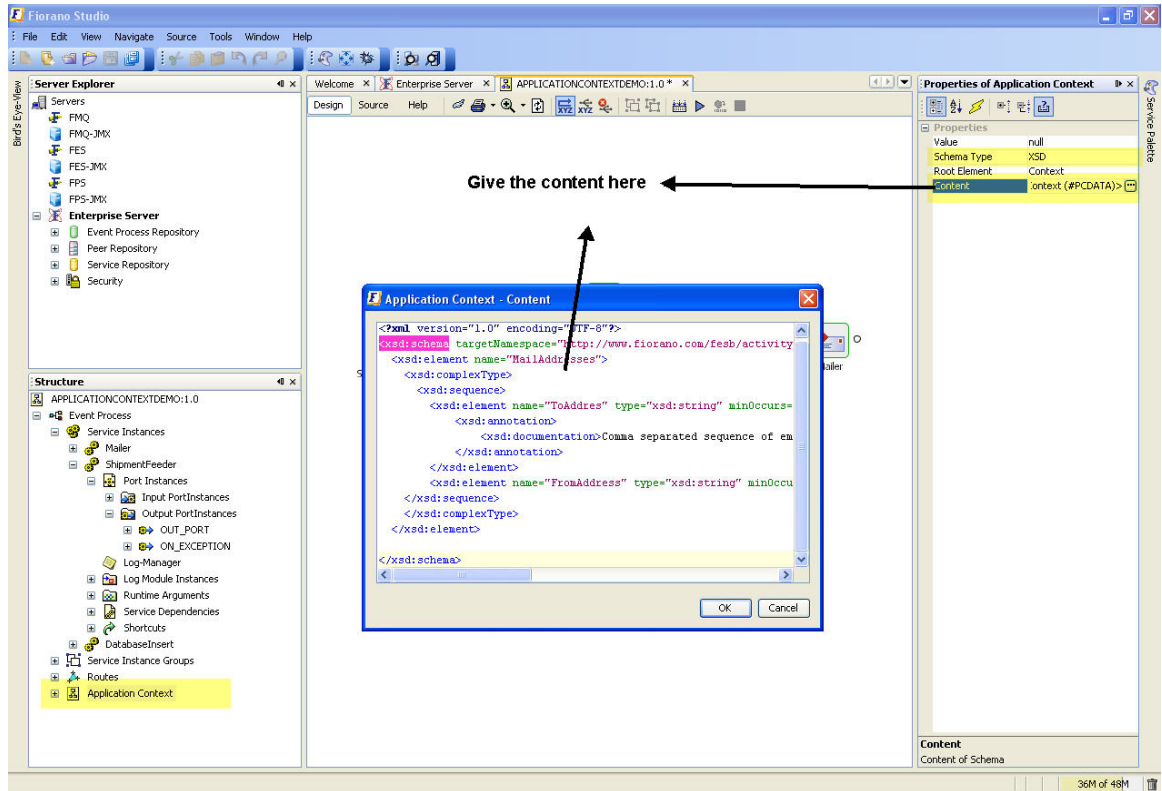 Fiorano Studio
File Edit View Navigate Source Tools Window Help
Bird's Eye-View
Server Explorer
Servers
FMQ
FMQ-JMX
FES
FES-JMX
FPS
FPS-JMX
Enterprise Server
Event Process Repository
Peer Repository
Service Repository
Security
Structure
APPLICATIONCONTEXTDEMO:1.0
Event Process
Service Instances
Mailer
ShipmentFeeder
Port Instances
Input PortInstances
Output PortInstances
OUT_PORT
ON_EXCEPTION
Log-Manager
Log Module Instances
Runtime Arguments
Service Dependencies
Shortcuts
DatabaseInsert
Service Instance Groups
Routes
Application Context
Welcome Enterprise Server APPLICATIONCONTEXTDEMO:1.0 *
Design Source Help XYZ XYZ
Give the content here
S
ailer
Application Context - Content
<?xml version="1.0" encoding="UTF-8"?>
<xsd:schema targetNamespace="http://www.fiorano.com/fesb/activity
<xsd:element name="MailAddresses">
<xsd:complexType>
<xsd:sequence>
<xsd:element name="ToAddres" type="xsd:string" minOccurs=
<xsd:annotation>
<xsd:documentation>Comma separated sequence of em
</xsd:annotation>
</xsd:element>
<xsd:element name="FromAddress" type="xsd:string" minOccu
</xsd:sequence>
</xsd:complexType>
</xsd:element>
</xsd:schema>
OK Cancel
Properties of Application Context
Properties
Value null
Schema Type XSD
Root Element Context
Content :ontext (#PCDATA)>
Service Palette
Content
Content of Schema
36M of 48M